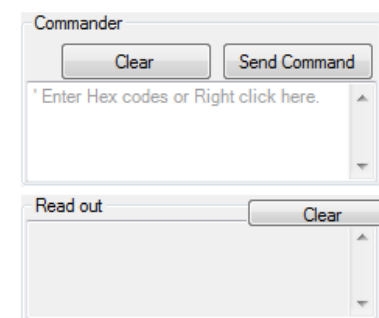 Commander
Clear
Send Command
' Enter Hex codes or Right click here.
Read out
Clear